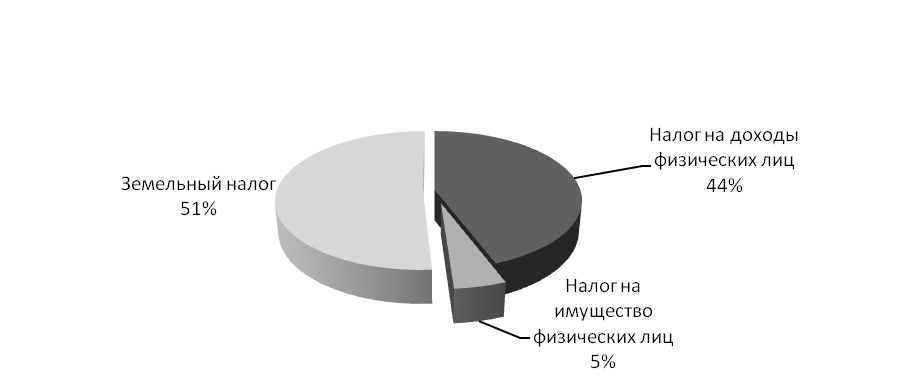 Земельный налог
51%
Налог на доходы
физических лиц
44%
Налог на
имущество
физических лиц
5%